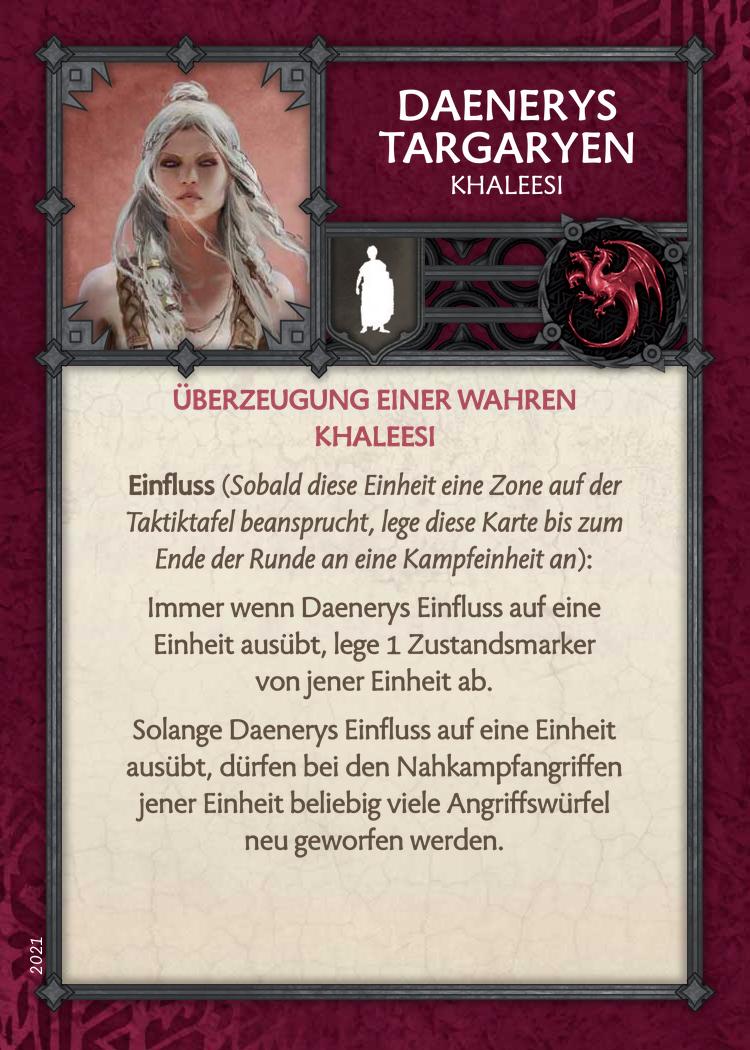 DAENERYS
TARGARYEN
KHALEESI
ÜBERZEUGUNG EINER WAHREN
KHALEESI
Einfluss (Sobald diese Einheit eine Zone auf der
Taktiktafel beansprucht, lege diese Karte bis zum
Ende der Runde an eine Kampfeinheit an):
Immer wenn Daenerys Einfluss auf eine
Einheit ausübt, lege 1 Zustandsmarker
von jener Einheit ab.
Solange Daenerys Einfluss auf eine Einheit
ausübt, dürfen bei den Nahkampfangriffen
jener Einheit beliebig viele Angriffswürfel
neu geworfen werden.
2021